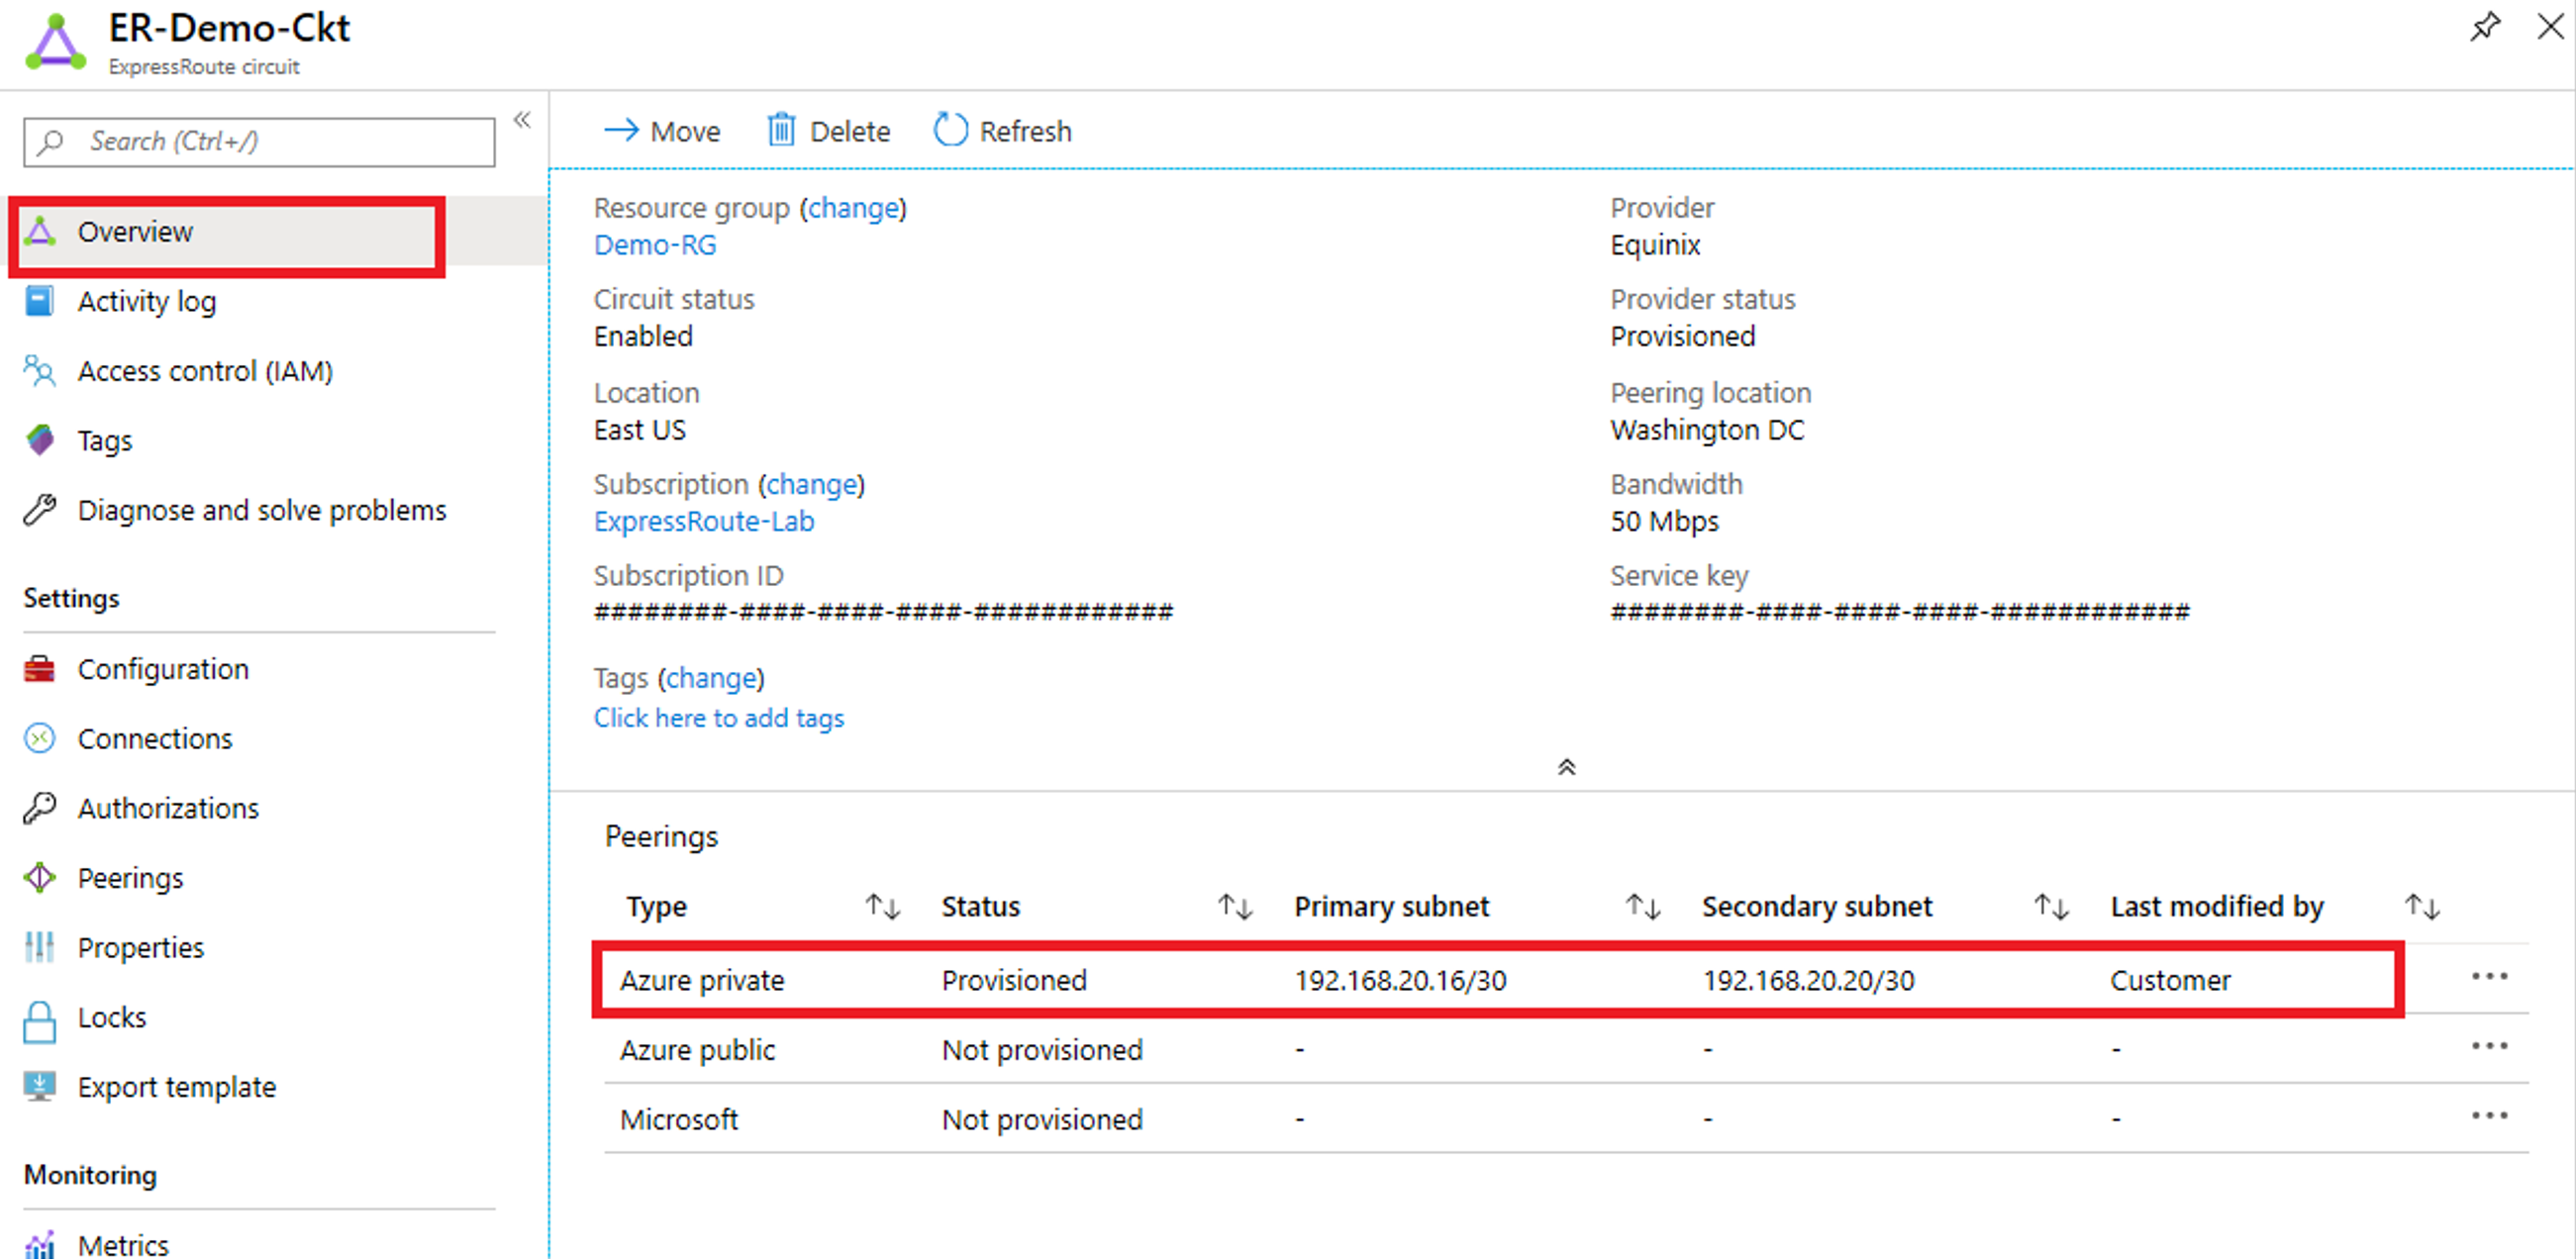 ER-Demo-Ckt
ExpressRoute circuit
Search (Ctrl+/)
Overview
Activity log
Access control (IAM)
Tags
Diagnose and solve problems
Settings
Configuration
Connections
Authorizations
Peerings
Properties
Locks
Export template
Monitoring
Metrics
Move Delete Refresh
Resource group (change)
Demo-RG
Circuit status
Enabled
Location
East US
Subscription (change)
ExpressRoute-Lab
Subscription ID
########-####-####-####-############
Tags (change)
Click here to add tags
Provider
Equinix
Provider status
Provisioned
Peering location
Washington DC
Bandwidth
50 Mbps
Service key
########-####-####-####-############
Peerings
Type Status Primary subnet Secondary subnet Last modified by
Azure private Provisioned 192.168.20.16/30 192.168.20.20/30 Customer
Azure public Not provisioned - - -
Microsoft Not provisioned - - -